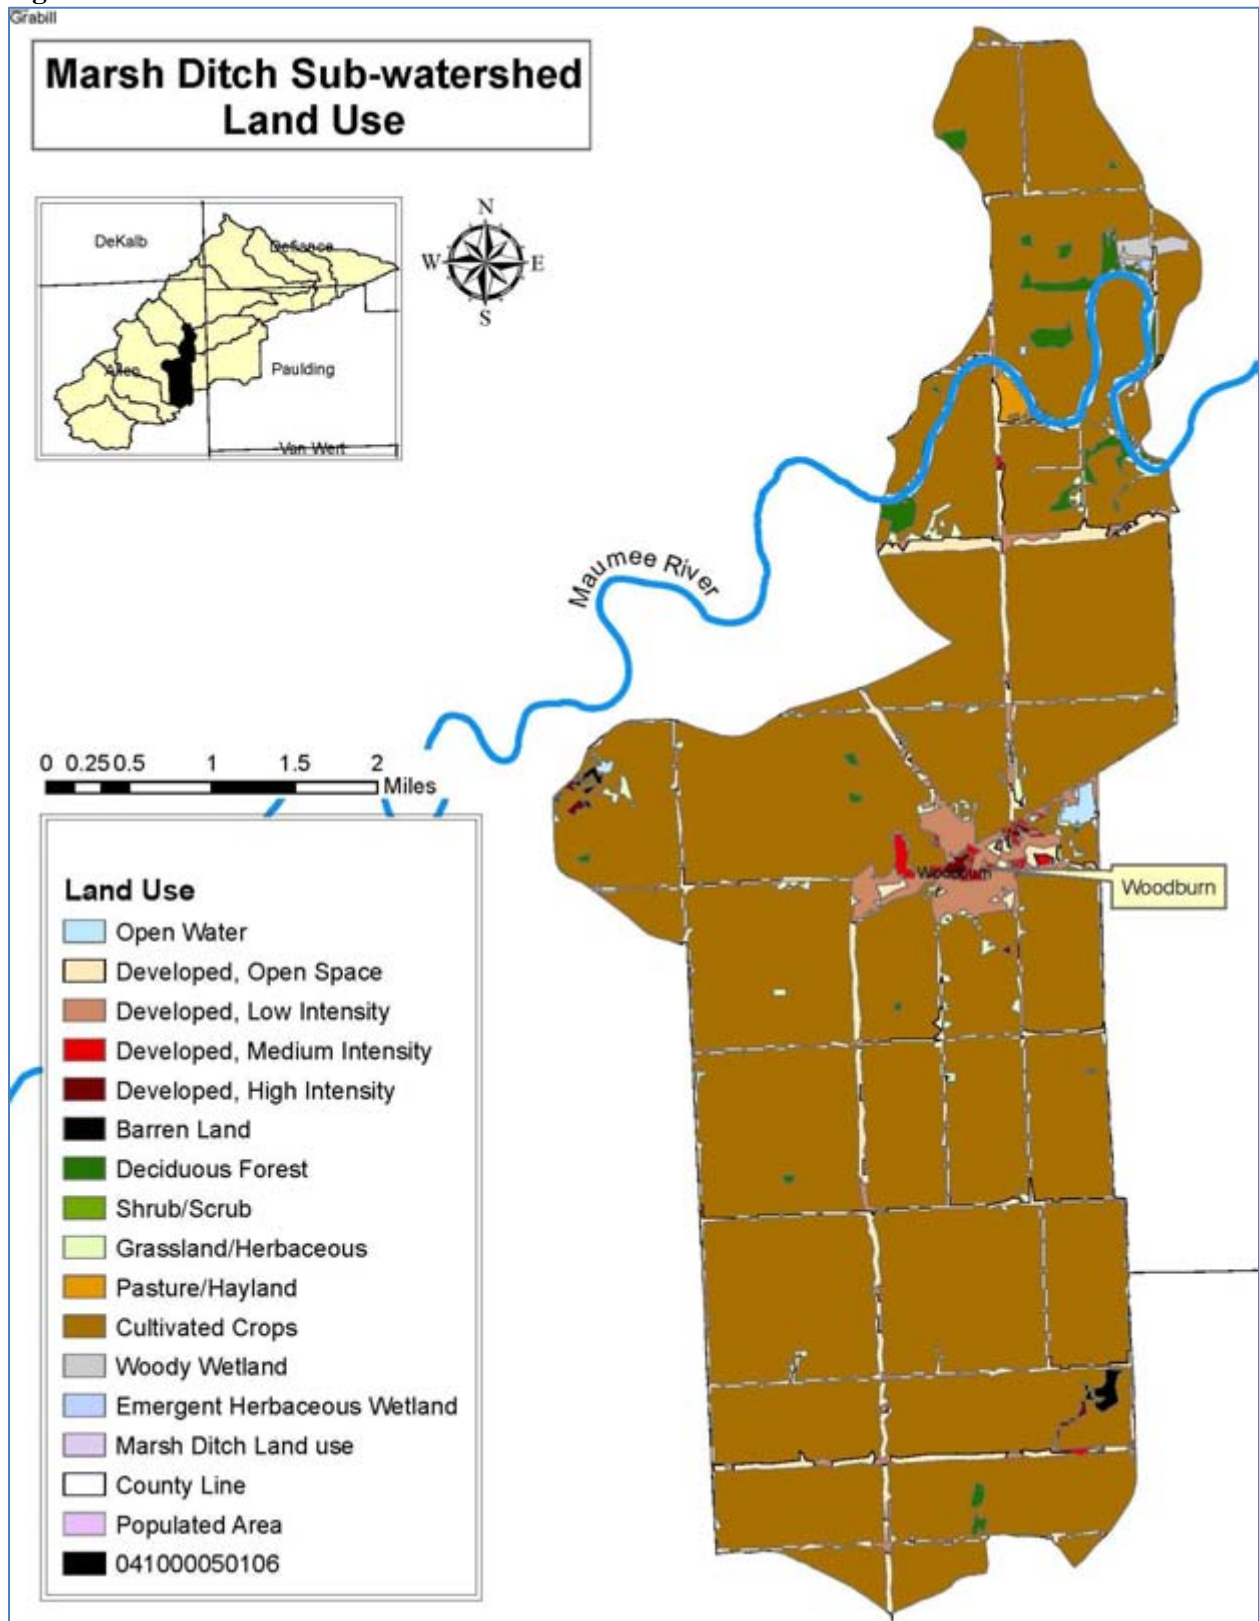 Grabill
Marsh Ditch Sub-watershed
Land Use
DeKalb
Defiance
Allen
Paulding
Van Wert
N
W
E
S
Maumee River
0 0.25 0.5 1 1.5 2
Miles
Woodburn
Woodburn
Land Use
Open Water
Developed, Open Space
Developed, Low Intensity
Developed, Medium Intensity
Developed, High Intensity
Barren Land
Deciduous Forest
Shrub/Scrub
Grassland/Herbaceous
Pasture/Hayland
Cultivated Crops
Woody Wetland
Emergent Herbaceous Wetland
Marsh Ditch Land use
County Line
Populated Area
041000050106